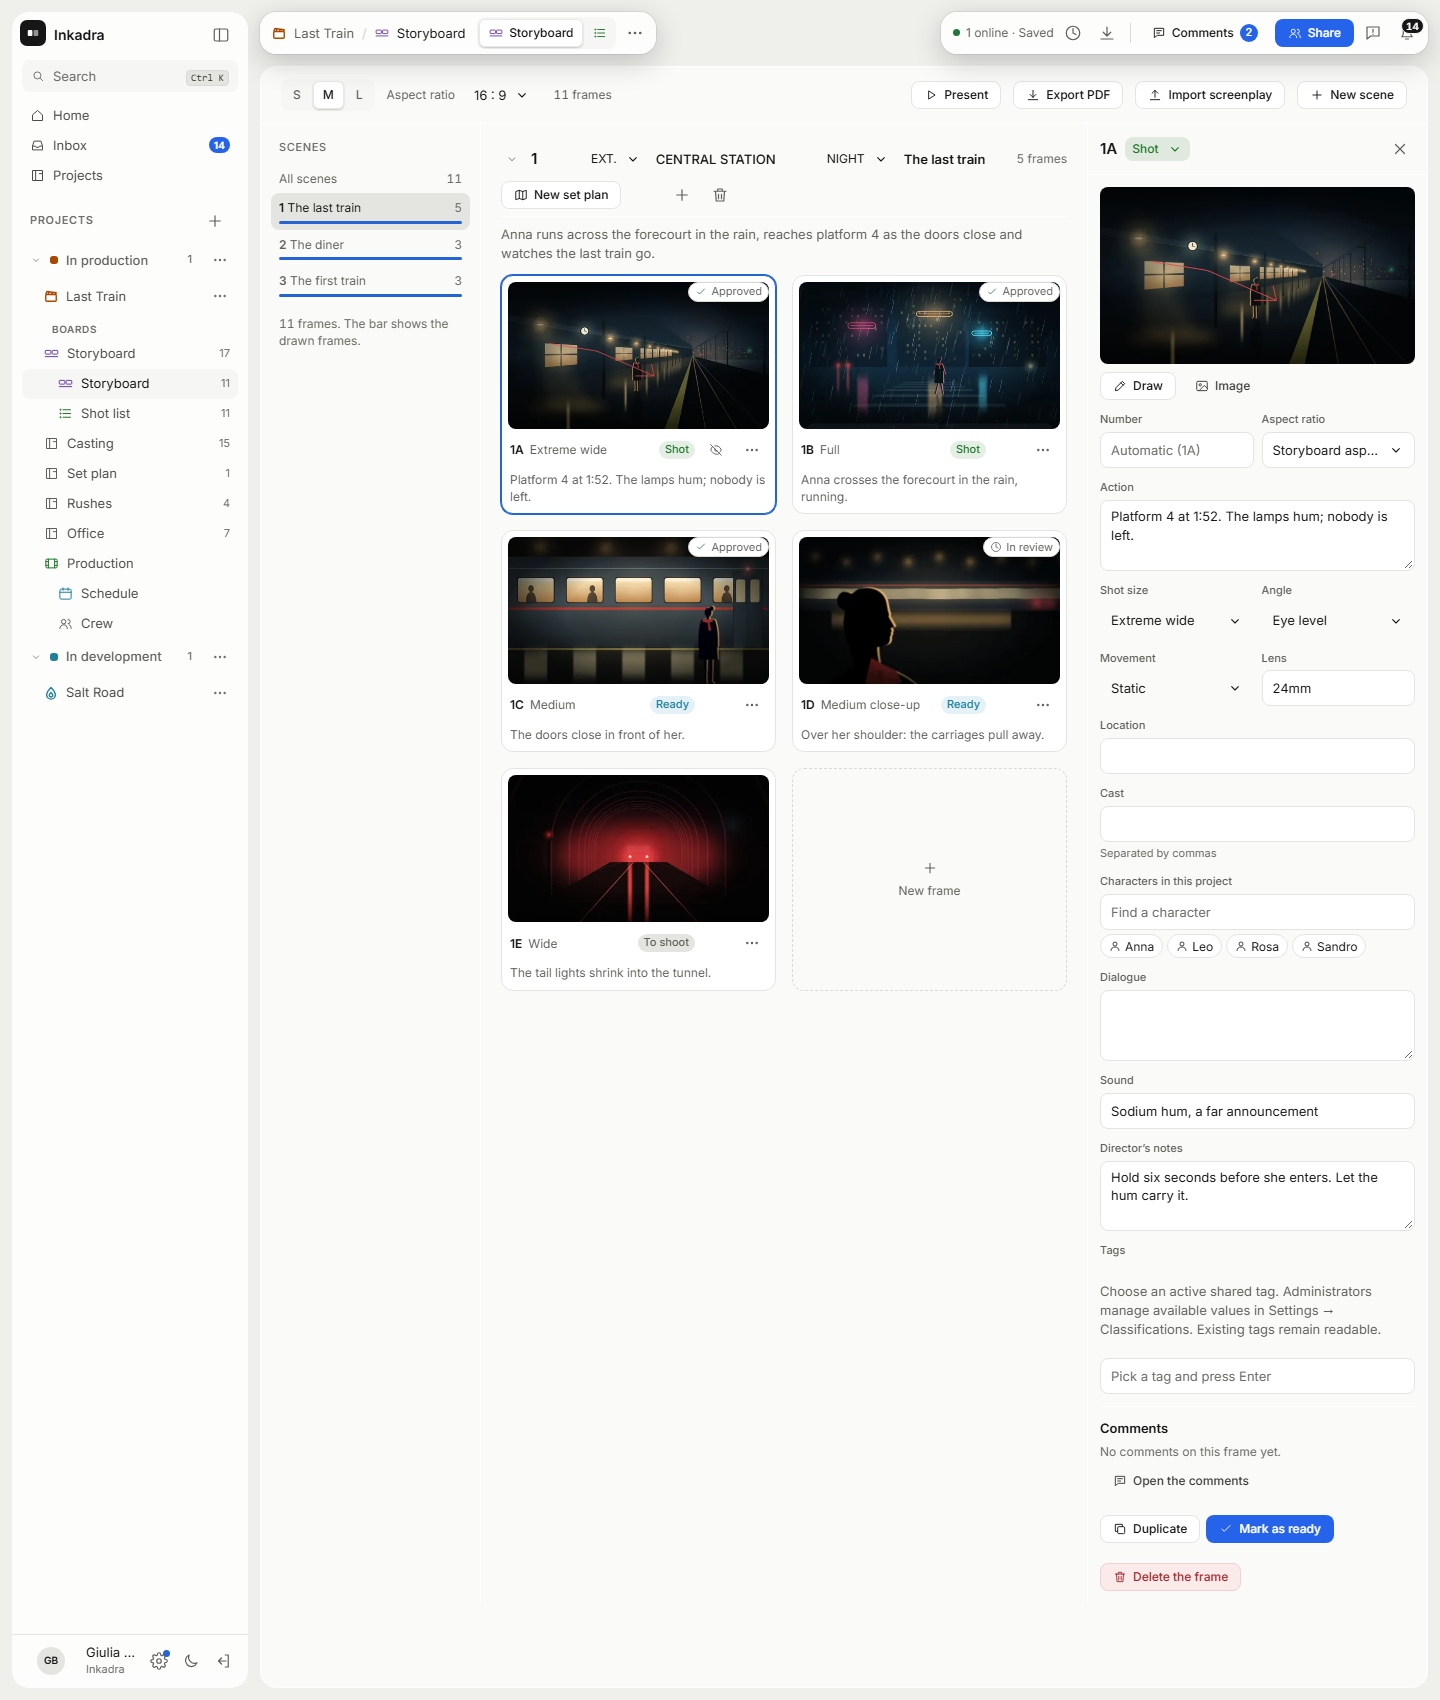 Inkadra
Search
Ctrl K
Home
Inbox
14
Projects
PROJECTS
In production
1
Last Train
BOARDS
Storyboard
17
Storyboard
11
Shot list
11
Casting
15
Set plan
1
Rushes
4
Office
7
Production
Schedule
Crew
In development
1
Salt Road
GB
Giulia ...
Inkadra
Last Train / Storyboard
Storyboard
1 online · Saved
Comments 2
Share
14
S M L
Aspect ratio
16 : 9
11 frames
Present
Export PDF
Import screenplay
New scene
SCENES
All scenes 11
1 The last train 5
2 The diner 3
3 The first train 3
11 frames. The bar shows the
drawn frames.
1
EXT.
CENTRAL STATION
NIGHT
The last train
5 frames
New set plan
Anna runs across the forecourt in the rain, reaches platform 4 as the doors close and
watches the last train go.
Approved
1A Extreme wide
Shot
Platform 4 at 1:52. The lamps hum; nobody is
left.
Approved
1B Full
Shot
Anna crosses the forecourt in the rain,
running.
Approved
1C Medium
Ready
The doors close in front of her.
In review
1D Medium close-up
Ready
Over her shoulder: the carriages pull away.
1E Wide
To shoot
The tail lights shrink into the tunnel.
New frame
1A
Shot
Draw
Image
Number
Aspect ratio
Automatic (1A)
Storyboard asp...
Action
Platform 4 at 1:52. The lamps hum; nobody is
left.
Shot size
Angle
Extreme wide
Eye level
Movement
Lens
Static
24mm
Location
Cast
Separated by commas
Characters in this project
Find a character
Anna
Leo
Rosa
Sandro
Dialogue
Sound
Sodium hum, a far announcement
Director's notes
Hold six seconds before she enters. Let the
hum carry it.
Tags
Choose an active shared tag. Administrators
manage available values in Settings →
Classifications. Existing tags remain readable.
Pick a tag and press Enter
Comments
No comments on this frame yet.
Open the comments
Duplicate
Mark as ready
Delete the frame